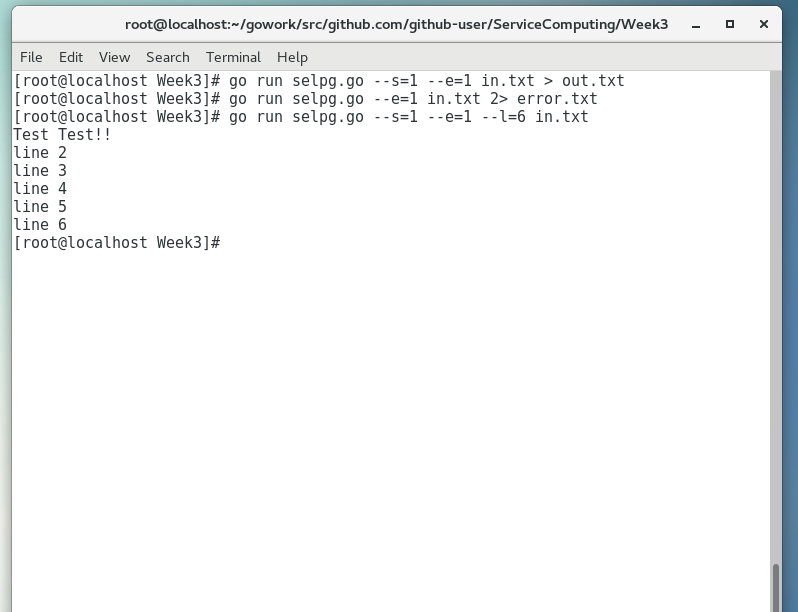 root@localhost:~/gowork/src/github.com/github-user/ServiceComputing/Week3
File Edit View Search Terminal Help
[root@localhost Week3]# go run selpg.go --s=1 --e=1 in.txt > out.txt
[root@localhost Week3]# go run selpg.go --e=1 in.txt 2> error.txt
[root@localhost Week3]# go run selpg.go --s=1 --e=1 --l=6 in.txt
Test Test!!
line 2
line 3
line 4
line 5
line 6
[root@localhost Week3]#